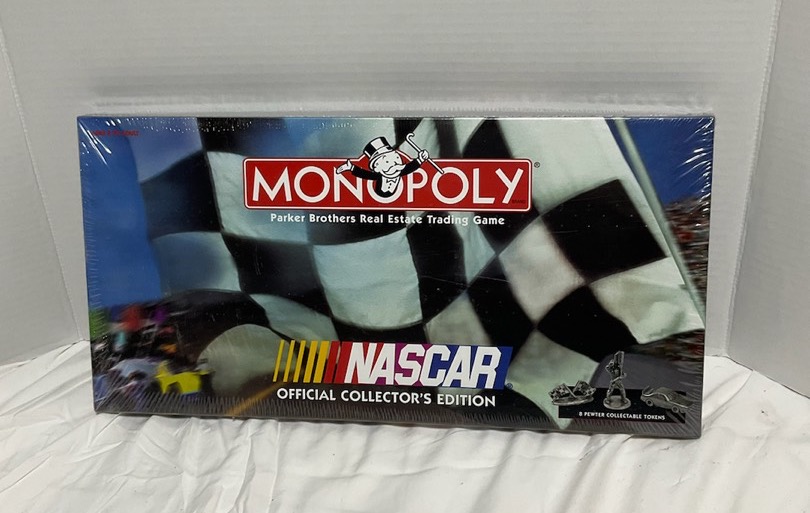 MONOPOLY®
Parker Brothers Real Estate Trading Game
NASCAR®
OFFICIAL COLLECTOR'S EDITION
8 PEWTER COLLECTABLE TOKENS